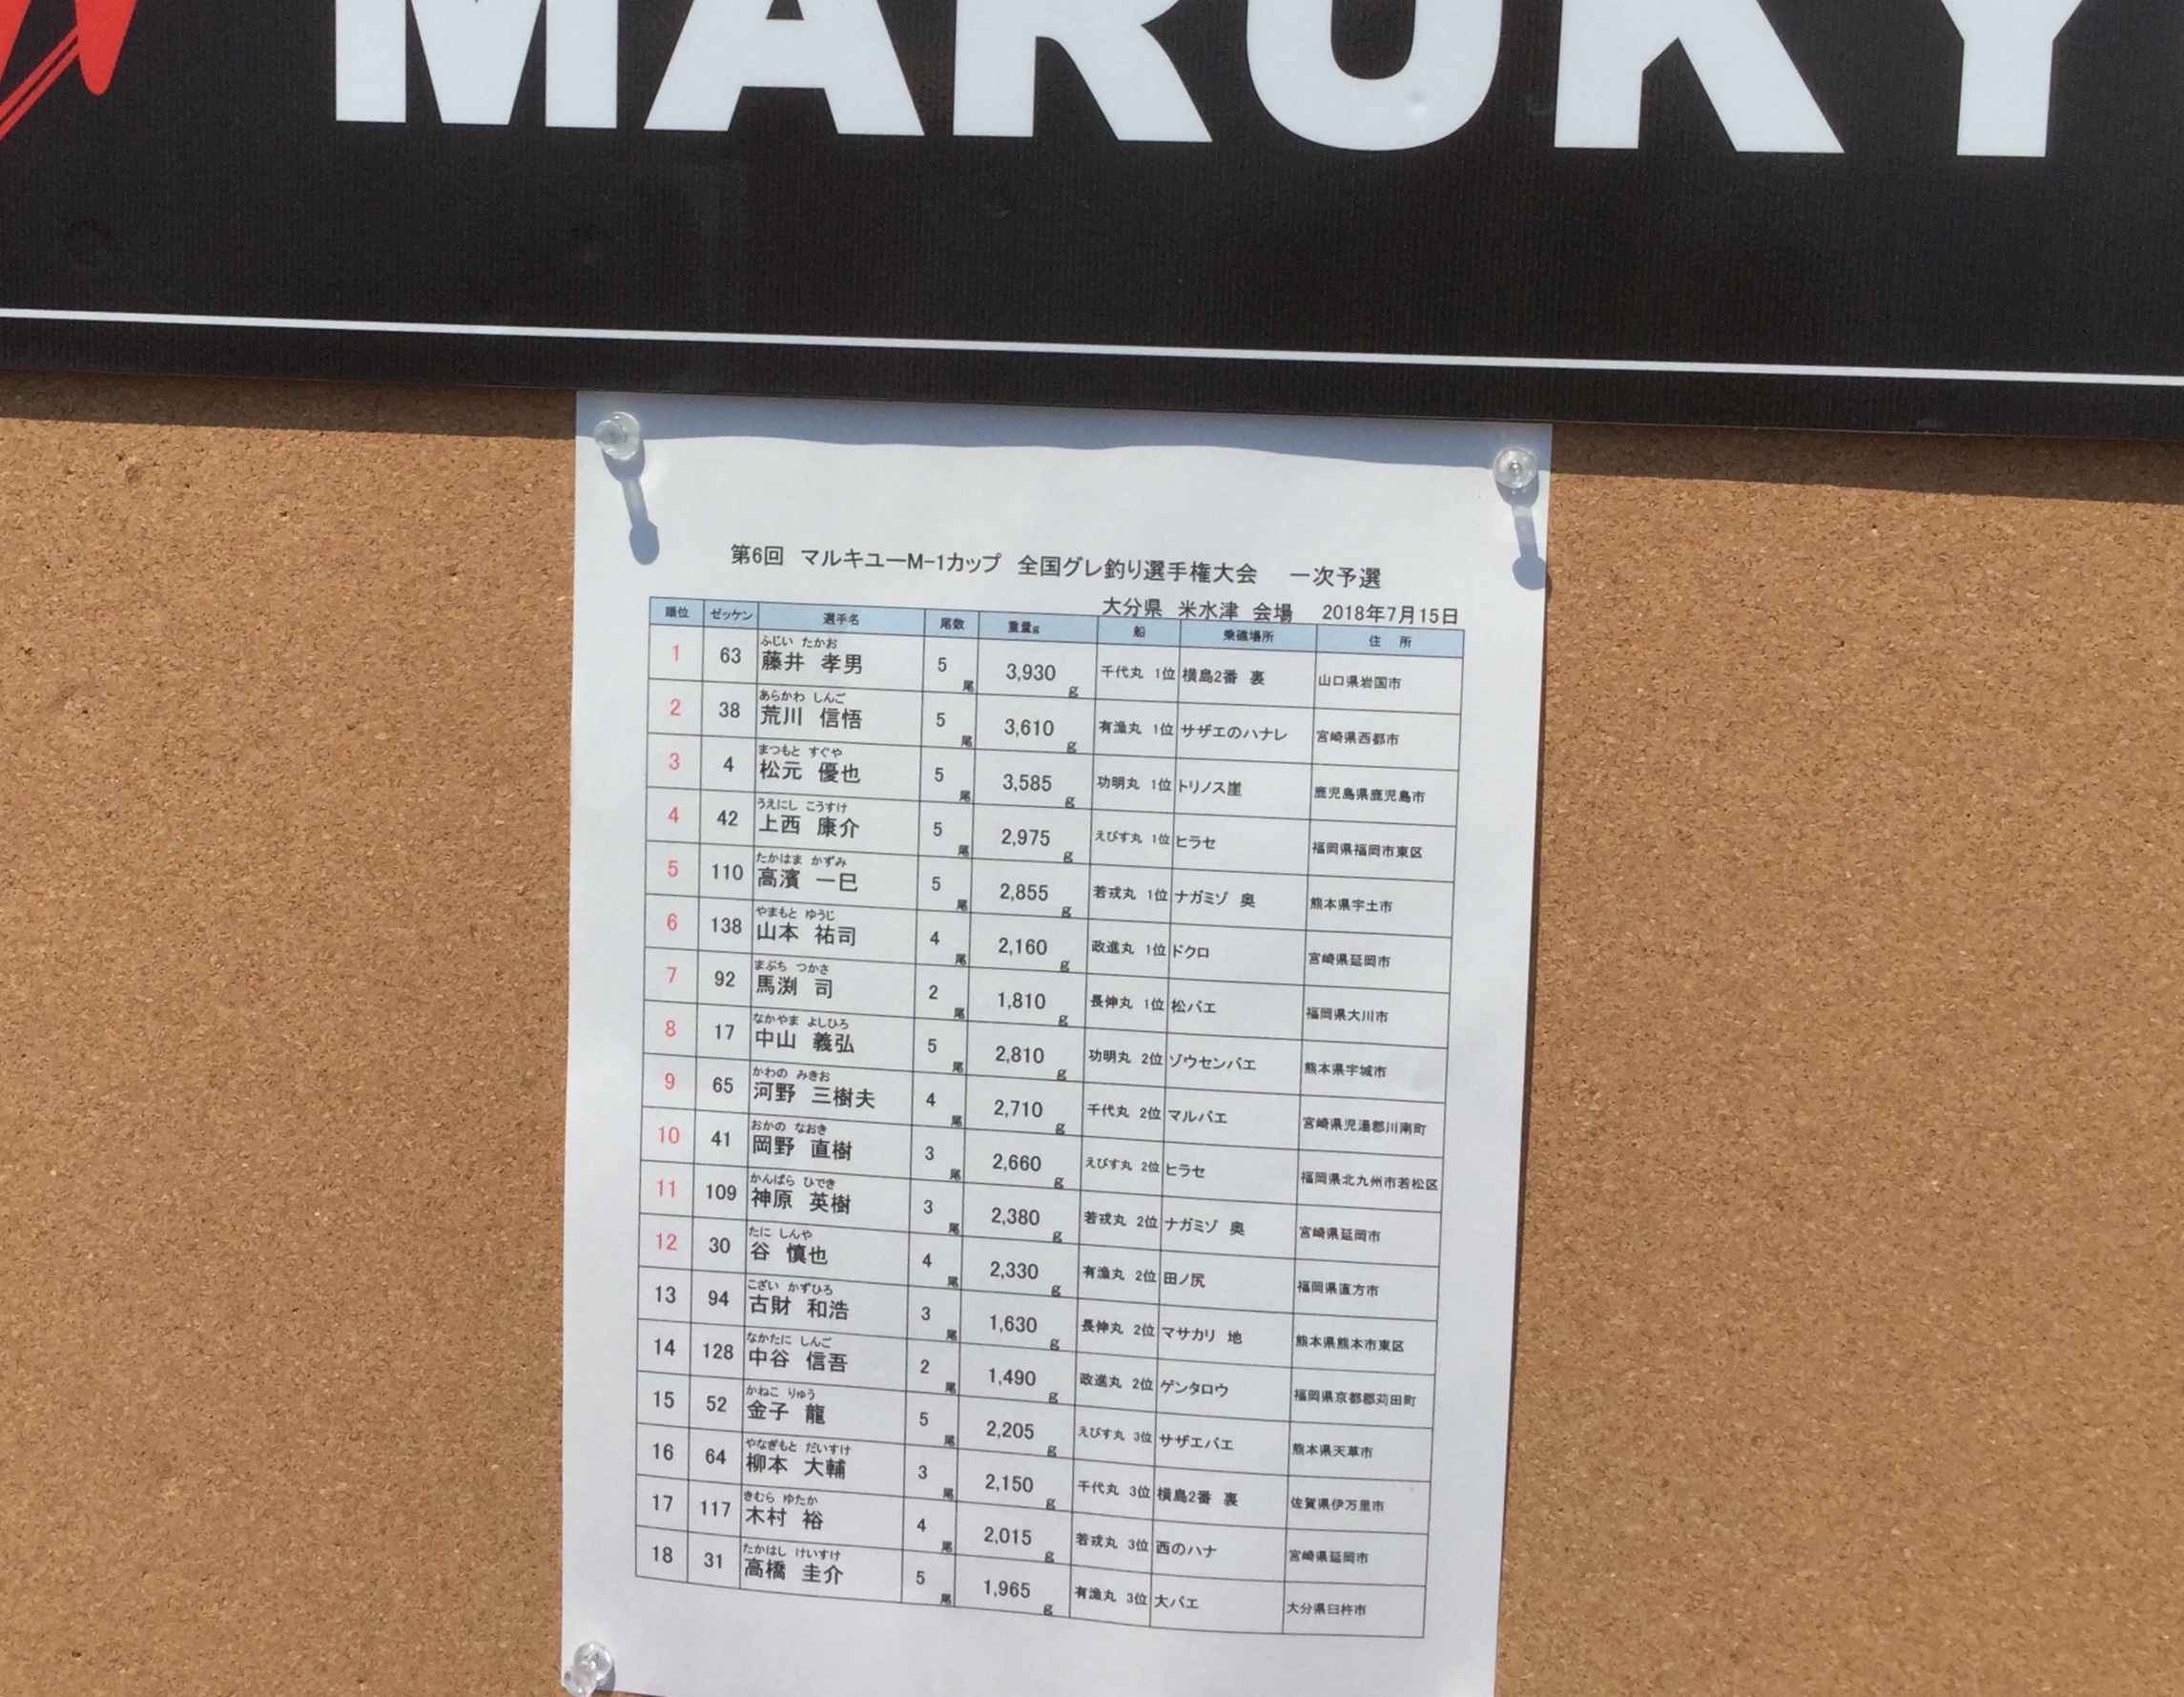 MARUKY
第6回 マルキユーM-1カップ 全国グレ釣り選手権大会 一次予選
大分県 米水津 会場 2018年7月15日
順位 ゼッケン 選手名 尾数 重量g 船 乗礁場所 住 所
ふじい たかお
1 63 藤井 孝男 5尾 3,930g 千代丸 1位 横島2番 裏 山口県岩国市
あらかわ しんご
2 38 荒川 信悟 5尾 3,610g 有漁丸 1位 サザエのハナレ 宮崎県西都市
まつもと すぐや
3 4 松元 優也 5尾 3,585g 功明丸 1位 トリノス崖 鹿児島県鹿児島市
うえにし こうすけ
4 42 上西 康介 5尾 2,975g えびす丸 1位 ヒラセ 福岡県福岡市東区
たかはま かずみ
5 110 高濱 一巳 5尾 2,855g 若戎丸 1位 ナガミゾ 奥 熊本県宇土市
やまもと ゆうじ
6 138 山本 祐司 4尾 2,160g 政進丸 1位 ドクロ 宮崎県延岡市
まぶち つかさ
7 92 馬渕 司 2尾 1,810g 長伸丸 1位 松バエ 福岡県大川市
なかやま よしひろ
8 17 中山 義弘 5尾 2,810g 功明丸 2位 ゾウセンバエ 熊本県宇城市
かわの みきお
9 65 河野 三樹夫 4尾 2,710g 千代丸 2位 マルバエ 宮崎県児湯郡川南町
おかの なおき
10 41 岡野 直樹 3尾 2,660g えびす丸 2位 ヒラセ 福岡県北九州市若松区
かんばら ひでき
11 109 神原 英樹 3尾 2,380g 若戎丸 2位 ナガミゾ 奥 宮崎県延岡市
たに しんや
12 30 谷 慎也 4尾 2,330g 有漁丸 2位 田ノ尻 福岡県直方市
こざい かずひろ
13 94 古財 和浩 3尾 1,630g 長伸丸 2位 マサカリ 地 熊本県熊本市東区
なかたに しんご
14 128 中谷 信吾 2尾 1,490g 政進丸 2位 ゲンタロウ 福岡県京都郡苅田町
かねこ りゅう
15 52 金子 龍 5尾 2,205g えびす丸 3位 サザエバエ 熊本県天草市
やなぎもと だいすけ
16 64 柳本 大輔 3尾 2,150g 千代丸 3位 横島2番 裏 佐賀県伊万里市
きむら ゆたか
17 117 木村 裕 4尾 2,015g 若戎丸 3位 西のハナ 宮崎県延岡市
たかはし けいすけ
18 31 高橋 圭介 5尾 1,965g 有漁丸 3位 大バエ 大分県臼杵市